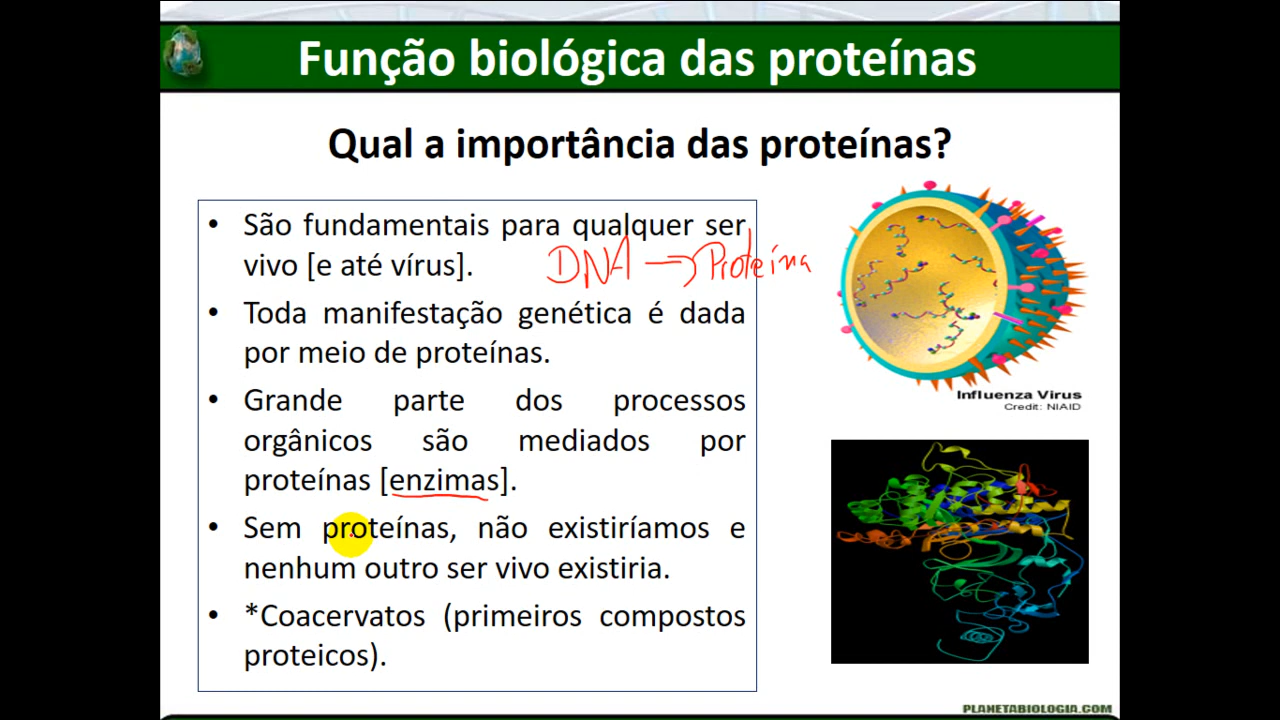 Função biológica das proteínas
Qual a importância das proteínas?
• São fundamentais para qualquer ser
vivo [e até vírus].
DNA → Proteína
• Toda manifestação genética é dada
por meio de proteínas.
• Grande parte dos processos
orgânicos são mediados por
proteínas [enzimas].
• Sem proteínas, não existiríamos e
nenhum outro ser vivo existiria.
• *Coacervatos (primeiros compostos
proteicos).
Influenza Virus
Credit: NIAID
PLANETABIOLOGIA.COM